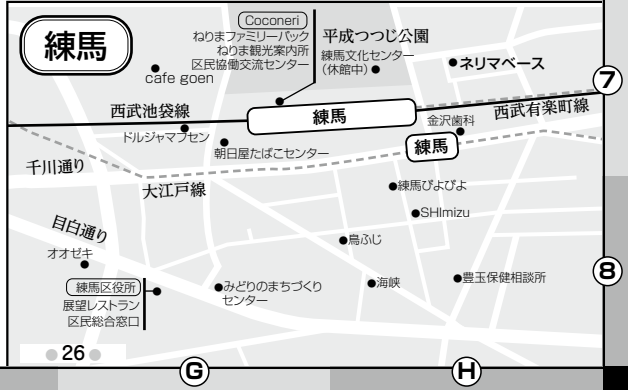 練馬
Coconeri
ねりまファミリーパック
ねりま観光案内所
区民協働交流センター
平成つつじ公園
練馬文化センター
(休館中)
ネリマベース
cafe goen
7
西武池袋線
練馬
西武有楽町線
金沢歯科
ドルジャマフセン
朝日屋たばこセンター
練馬
千川通り
大江戸線
練馬ぴよぴよ
SHImizu
目白通り
鳥ふじ
オオゼキ
8
練馬区役所
展望レストラン
区民総合窓口
みどりのまちづくり
センター
海峡
豊玉保健相談所
26
G
H